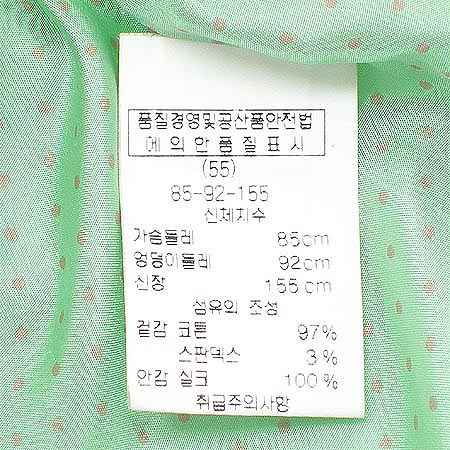 품질경영및공산품안전법
에 의 한 품 질 표 시
(55)
85-92-155
신체치수
가슴둘레 85cm
엉덩이둘레 92cm
신장 155cm
섬유의 조성
겉감 코튼 97%
스판덱스 3%
안감 실크 100%
취급주의사항